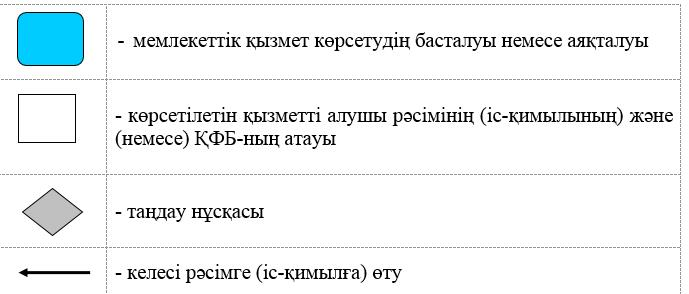 - мемлекеттік қызмет көрсетудің басталуы немесе аяқталуы
- көрсетілетін қызметті алушы рәсімінің (іс-қимылының) және
(немесе) ҚФБ-ның атауы
- таңдау нұсқасы
- келесі рәсімге (іс-қимылға) өту